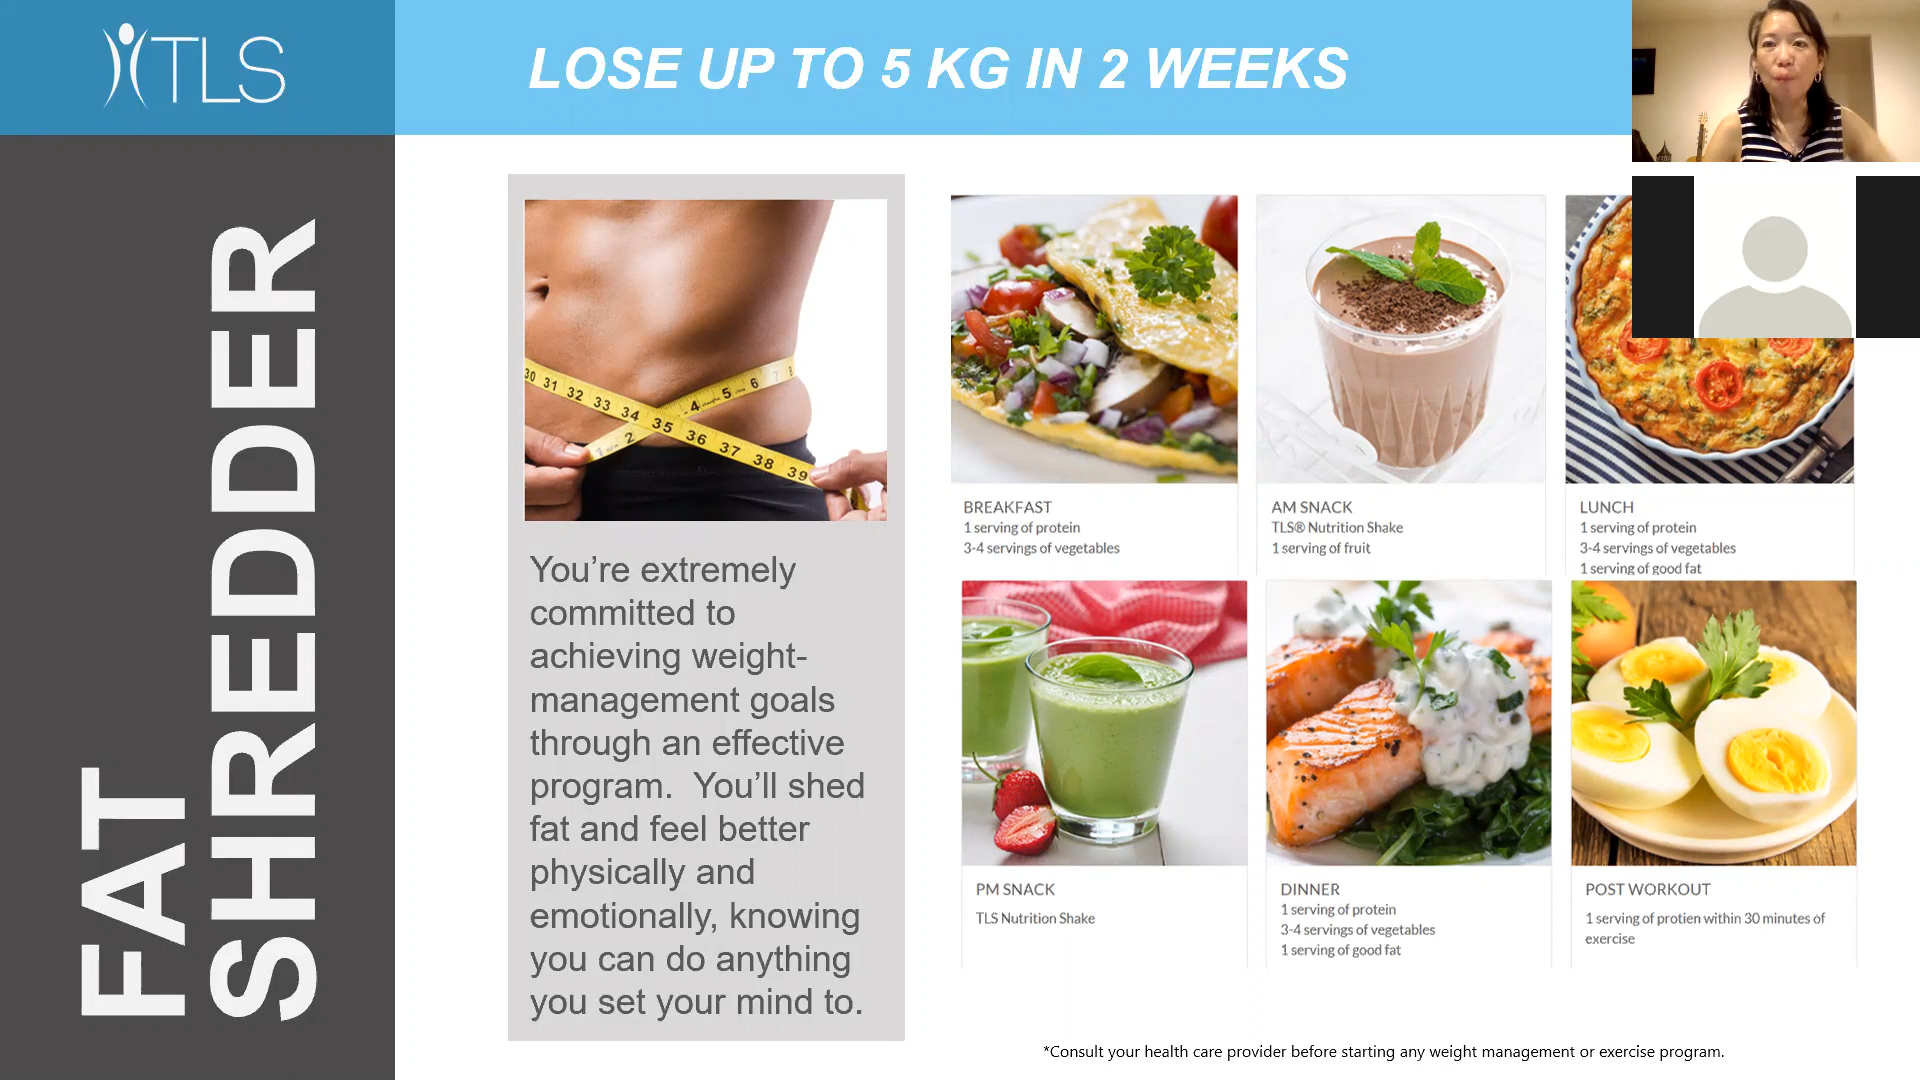 TLS
LOSE UP TO 5 KG IN 2 WEEKS
FAT
SHREDDER
30 31 32 33 34 35 36 37 38 39
1 2 4 5 6 7 8
You’re extremely
committed to
achieving weight-
management goals
through an effective
program.  You’ll shed
fat and feel better
physically and
emotionally, knowing
you can do anything
you set your mind to.
BREAKFAST
1 serving of protein
3-4 servings of vegetables
AM SNACK
TLS® Nutrition Shake
1 serving of fruit
LUNCH
1 serving of protein
3-4 servings of vegetables
1 serving of good fat
PM SNACK
TLS Nutrition Shake
DINNER
1 serving of protein
3-4 servings of vegetables
1 serving of good fat
POST WORKOUT
1 serving of protien within 30 minutes of
exercise
*Consult your health care provider before starting any weight management or exercise program.